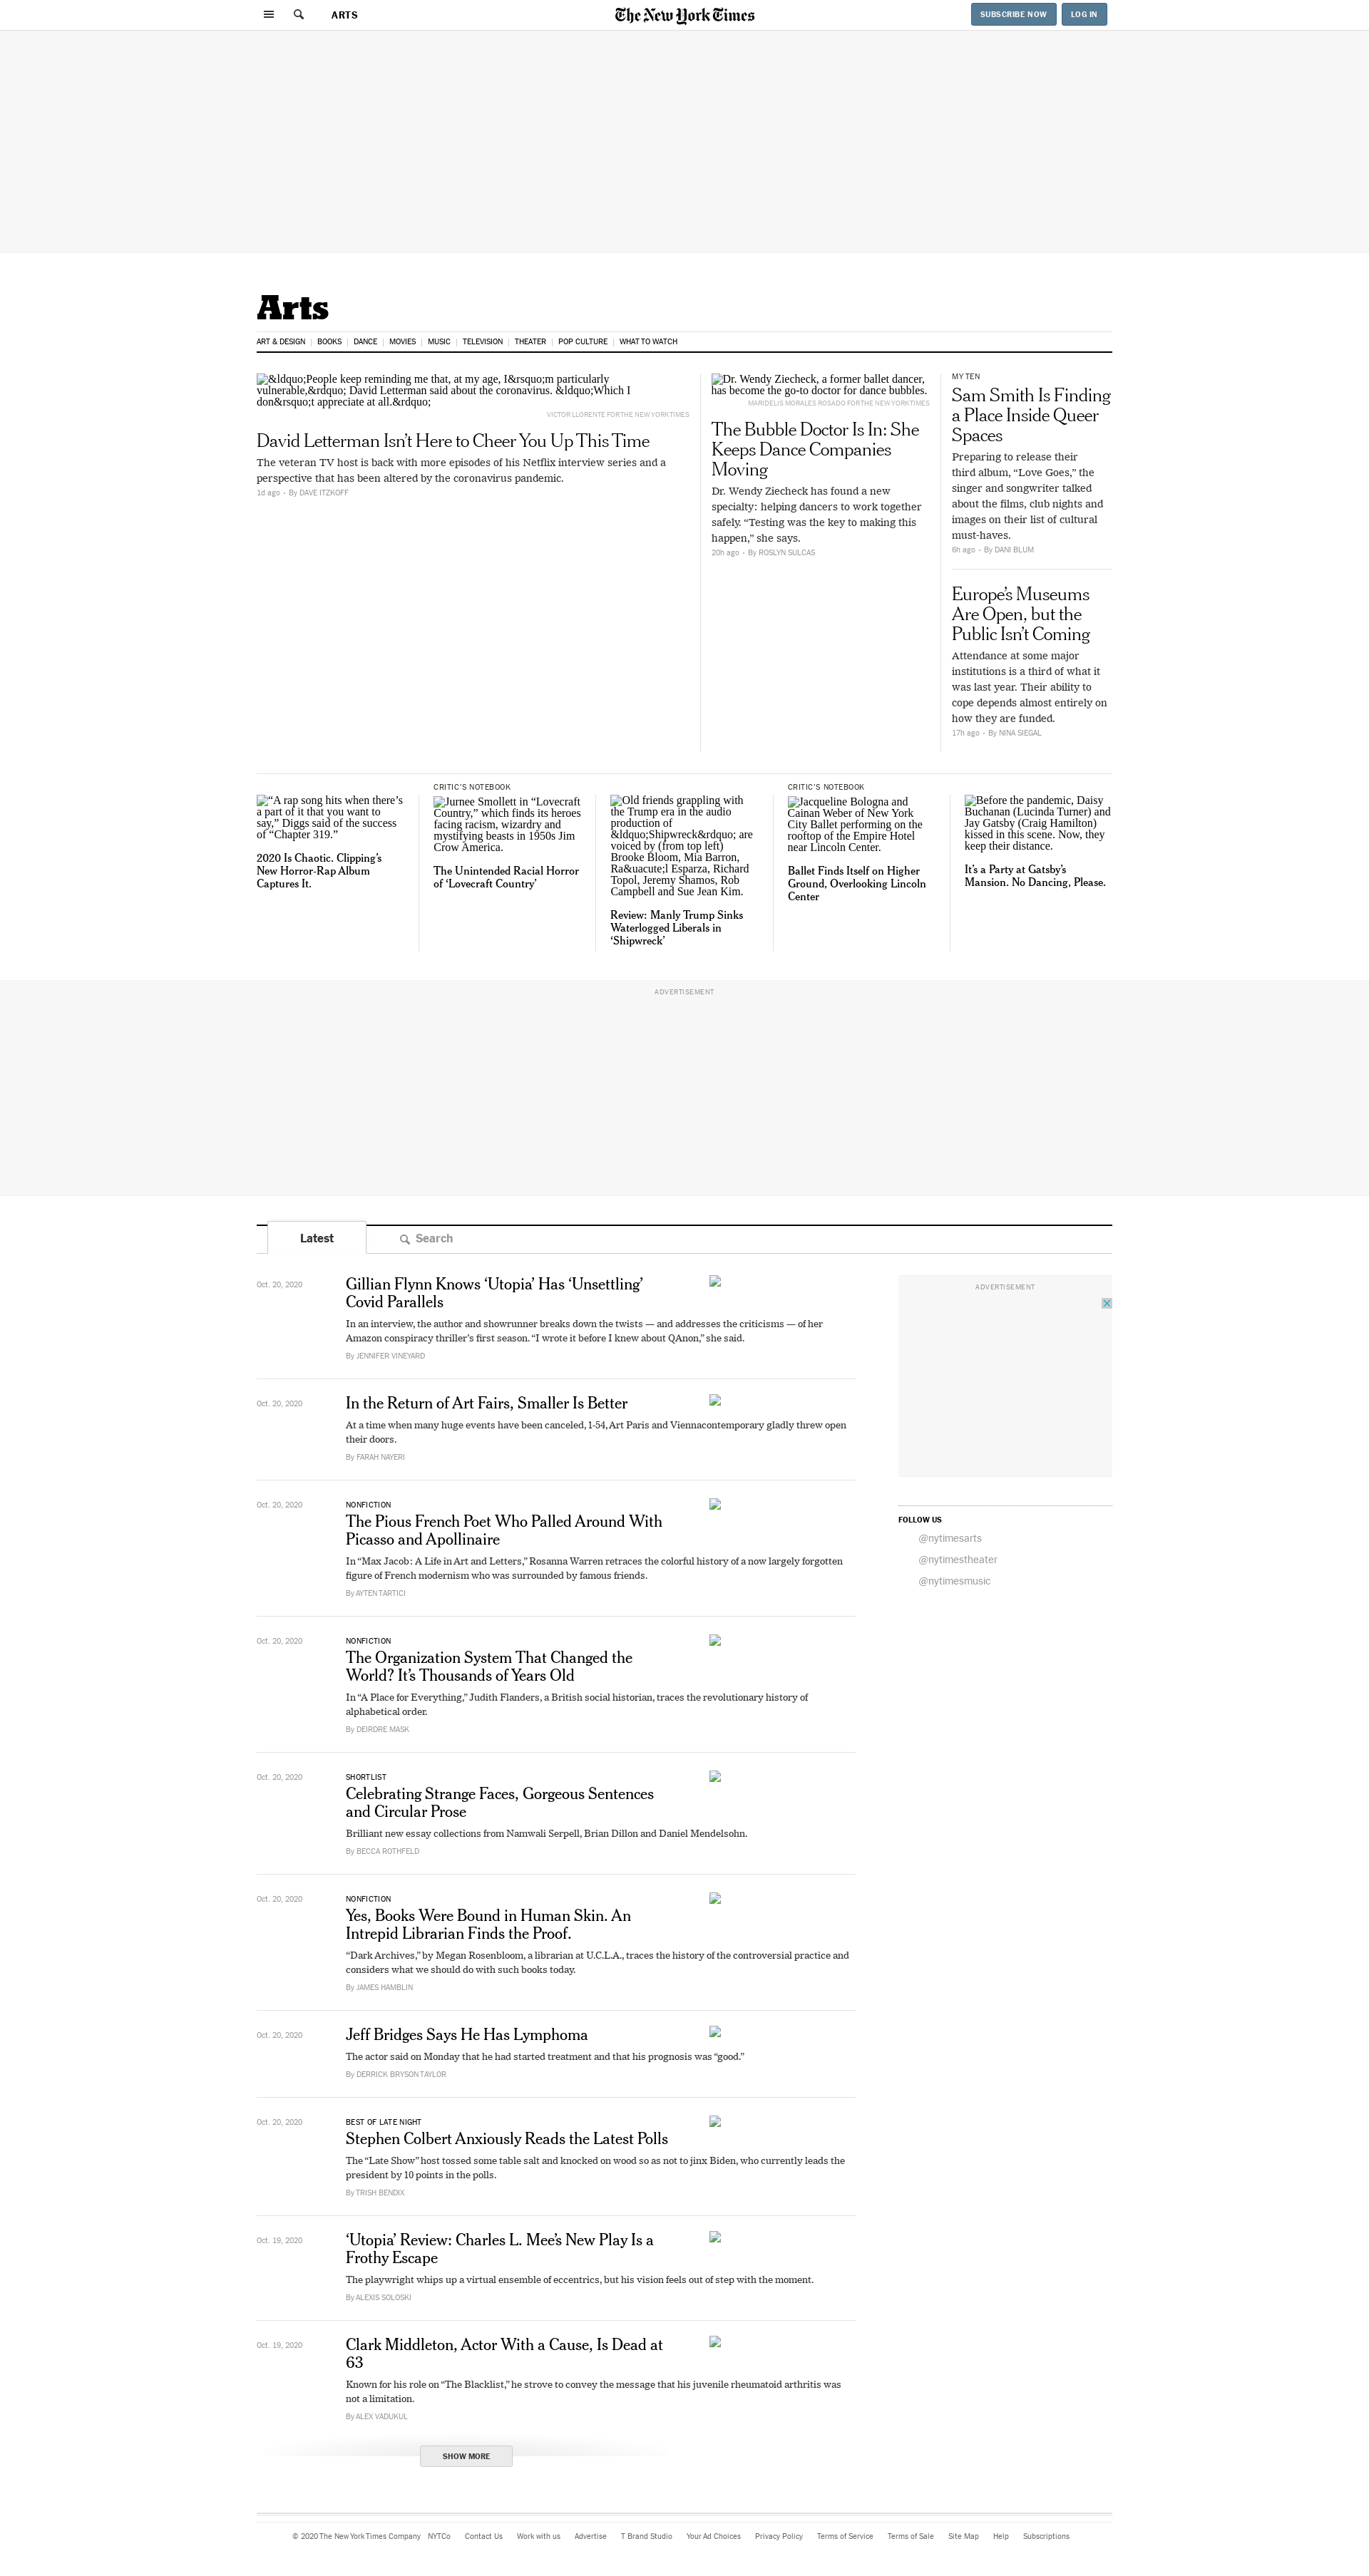 ARTS
The New York Times
SUBSCRIBE NOW
LOG IN
Arts
ART & DESIGN
BOOKS
DANCE
MOVIES
MUSIC
TELEVISION
THEATER
POP CULTURE
WHAT TO WATCH
&ldquo;People keep reminding me that, at my age, I&rsquo;m particularly
vulnerable,&rdquo; David Letterman said about the coronavirus. &ldquo;Which I
don&rsquo;t appreciate at all.&rdquo;
VICTOR LLORENTE FOR THE NEW YORK TIMES
David Letterman Isn’t Here to Cheer You Up This Time
The veteran TV host is back with more episodes of his Netflix interview series and a
perspective that has been altered by the coronavirus pandemic.
1d ago • By DAVE ITZKOFF
Dr. Wendy Ziecheck, a former ballet dancer,
has become the go-to doctor for dance bubbles.
MARIDELIS MORALES ROSADO FOR THE NEW YORK TIMES
The Bubble Doctor Is In: She
Keeps Dance Companies
Moving
Dr. Wendy Ziecheck has found a new
specialty: helping dancers to work together
safely. “Testing was the key to making this
happen,” she says.
20h ago • By ROSLYN SULCAS
MY TEN
Sam Smith Is Finding
a Place Inside Queer
Spaces
Preparing to release their
third album, “Love Goes,” the
singer and songwriter talked
about the films, club nights and
images on their list of cultural
must-haves.
6h ago • By DANI BLUM
Europe’s Museums
Are Open, but the
Public Isn’t Coming
Attendance at some major
institutions is a third of what it
was last year. Their ability to
cope depends almost entirely on
how they are funded.
17h ago • By NINA SIEGAL
“A rap song hits when there’s
a part of it that you want to
say,” Diggs said of the success
of “Chapter 319.”
2020 Is Chaotic. Clipping’s
New Horror-Rap Album
Captures It.
CRITIC’S NOTEBOOK
Jurnee Smollett in “Lovecraft
Country,” which finds its heroes
facing racism, wizardry and
mystifying beasts in 1950s Jim
Crow America.
The Unintended Racial Horror
of ‘Lovecraft Country’
Old friends grappling with
the Trump era in the audio
production of
&ldquo;Shipwreck&rdquo; are
voiced by (from top left)
Brooke Bloom, Mia Barron,
Ra&uacute;l Esparza, Richard
Topol, Jeremy Shamos, Rob
Campbell and Sue Jean Kim.
Review: Manly Trump Sinks
Waterlogged Liberals in
‘Shipwreck’
CRITIC’S NOTEBOOK
Jacqueline Bologna and
Cainan Weber of New York
City Ballet performing on the
rooftop of the Empire Hotel
near Lincoln Center.
Ballet Finds Itself on Higher
Ground, Overlooking Lincoln
Center
Before the pandemic, Daisy
Buchanan (Lucinda Turner) and
Jay Gatsby (Craig Hamilton)
kissed in this scene. Now, they
keep their distance.
It’s a Party at Gatsby’s
Mansion. No Dancing, Please.
ADVERTISEMENT
Latest
Search
Oct. 20, 2020
Gillian Flynn Knows ‘Utopia’ Has ‘Unsettling’
Covid Parallels
In an interview, the author and showrunner breaks down the twists — and addresses the criticisms — of her
Amazon conspiracy thriller’s first season. “I wrote it before I knew about QAnon,” she said.
By JENNIFER VINEYARD
Oct. 20, 2020
In the Return of Art Fairs, Smaller Is Better
At a time when many huge events have been canceled, 1-54, Art Paris and Viennacontemporary gladly threw open
their doors.
By FARAH NAYERI
Oct. 20, 2020
NONFICTION
The Pious French Poet Who Palled Around With
Picasso and Apollinaire
In “Max Jacob: A Life in Art and Letters,” Rosanna Warren retraces the colorful history of a now largely forgotten
figure of French modernism who was surrounded by famous friends.
By AYTEN TARTICI
Oct. 20, 2020
NONFICTION
The Organization System That Changed the
World? It’s Thousands of Years Old
In “A Place for Everything,” Judith Flanders, a British social historian, traces the revolutionary history of
alphabetical order.
By DEIRDRE MASK
Oct. 20, 2020
SHORTLIST
Celebrating Strange Faces, Gorgeous Sentences
and Circular Prose
Brilliant new essay collections from Namwali Serpell, Brian Dillon and Daniel Mendelsohn.
By BECCA ROTHFELD
Oct. 20, 2020
NONFICTION
Yes, Books Were Bound in Human Skin. An
Intrepid Librarian Finds the Proof.
“Dark Archives,” by Megan Rosenbloom, a librarian at U.C.L.A., traces the history of the controversial practice and
considers what we should do with such books today.
By JAMES HAMBLIN
Oct. 20, 2020
Jeff Bridges Says He Has Lymphoma
The actor said on Monday that he had started treatment and that his prognosis was “good.”
By DERRICK BRYSON TAYLOR
Oct. 20, 2020
BEST OF LATE NIGHT
Stephen Colbert Anxiously Reads the Latest Polls
The “Late Show” host tossed some table salt and knocked on wood so as not to jinx Biden, who currently leads the
president by 10 points in the polls.
By TRISH BENDIX
Oct. 19, 2020
‘Utopia’ Review: Charles L. Mee’s New Play Is a
Frothy Escape
The playwright whips up a virtual ensemble of eccentrics, but his vision feels out of step with the moment.
By ALEXIS SOLOSKI
Oct. 19, 2020
Clark Middleton, Actor With a Cause, Is Dead at
63
Known for his role on “The Blacklist,” he strove to convey the message that his juvenile rheumatoid arthritis was
not a limitation.
By ALEX VADUKUL
SHOW MORE
ADVERTISEMENT
FOLLOW US
@nytimesarts
@nytimestheater
@nytimesmusic
© 2020 The New York Times Company
NYTCo
Contact Us
Work with us
Advertise
T Brand Studio
Your Ad Choices
Privacy Policy
Terms of Service
Terms of Sale
Site Map
Help
Subscriptions